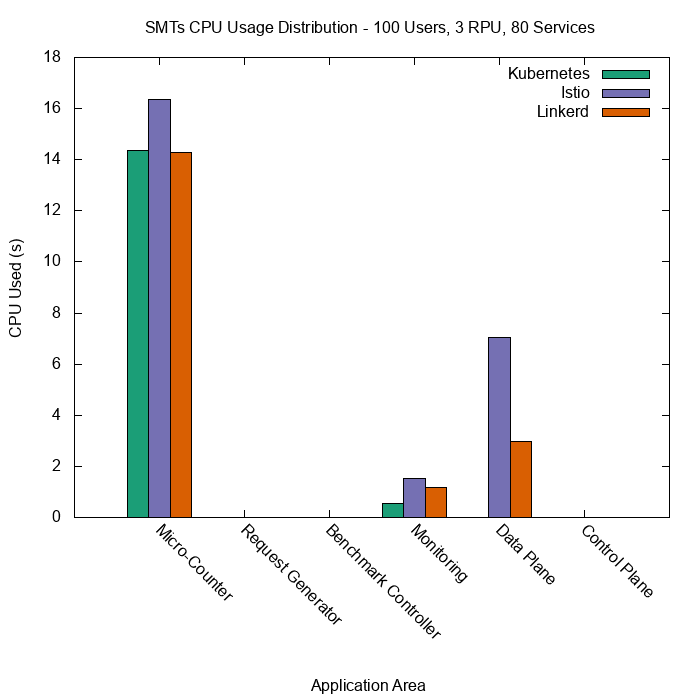 SMTs CPU Usage Distribution - 100 Users, 3 RPU, 80 Services
Kubernetes
Istio
Linkerd
CPU Used (s)
18
16
14
12
10
8
6
4
2
0
Micro-Counter
Request Generator
Benchmark Controller
Monitoring
Data Plane
Control Plane
Application Area